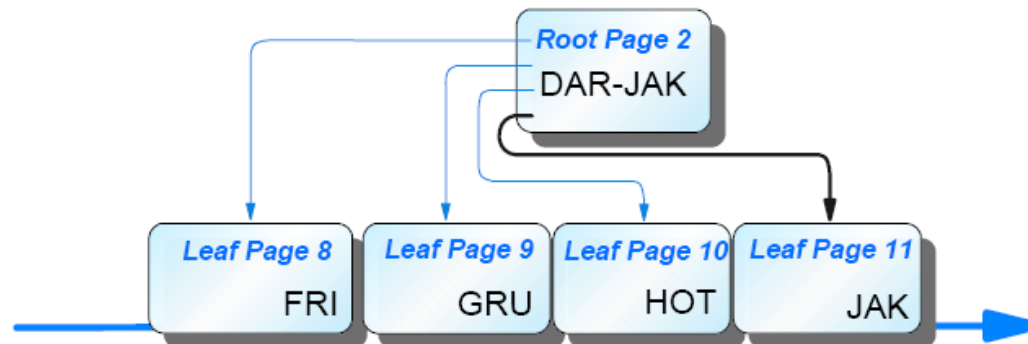 Root Page 2
DAR-JAK
Leaf Page 8
FRI
Leaf Page 9
GRU
Leaf Page 10
HOT
Leaf Page 11
JAK